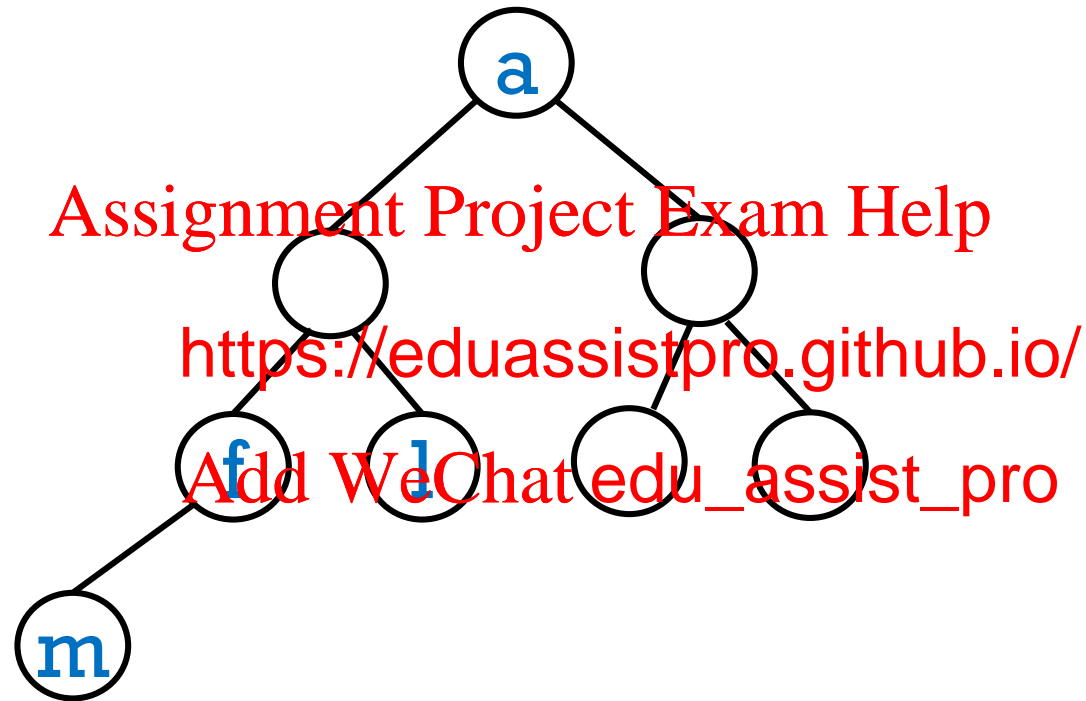 a
Assignment Project Exam Help
https://eduassistpro.github.io/
f l
Add WeChat edu_assist_pro
m